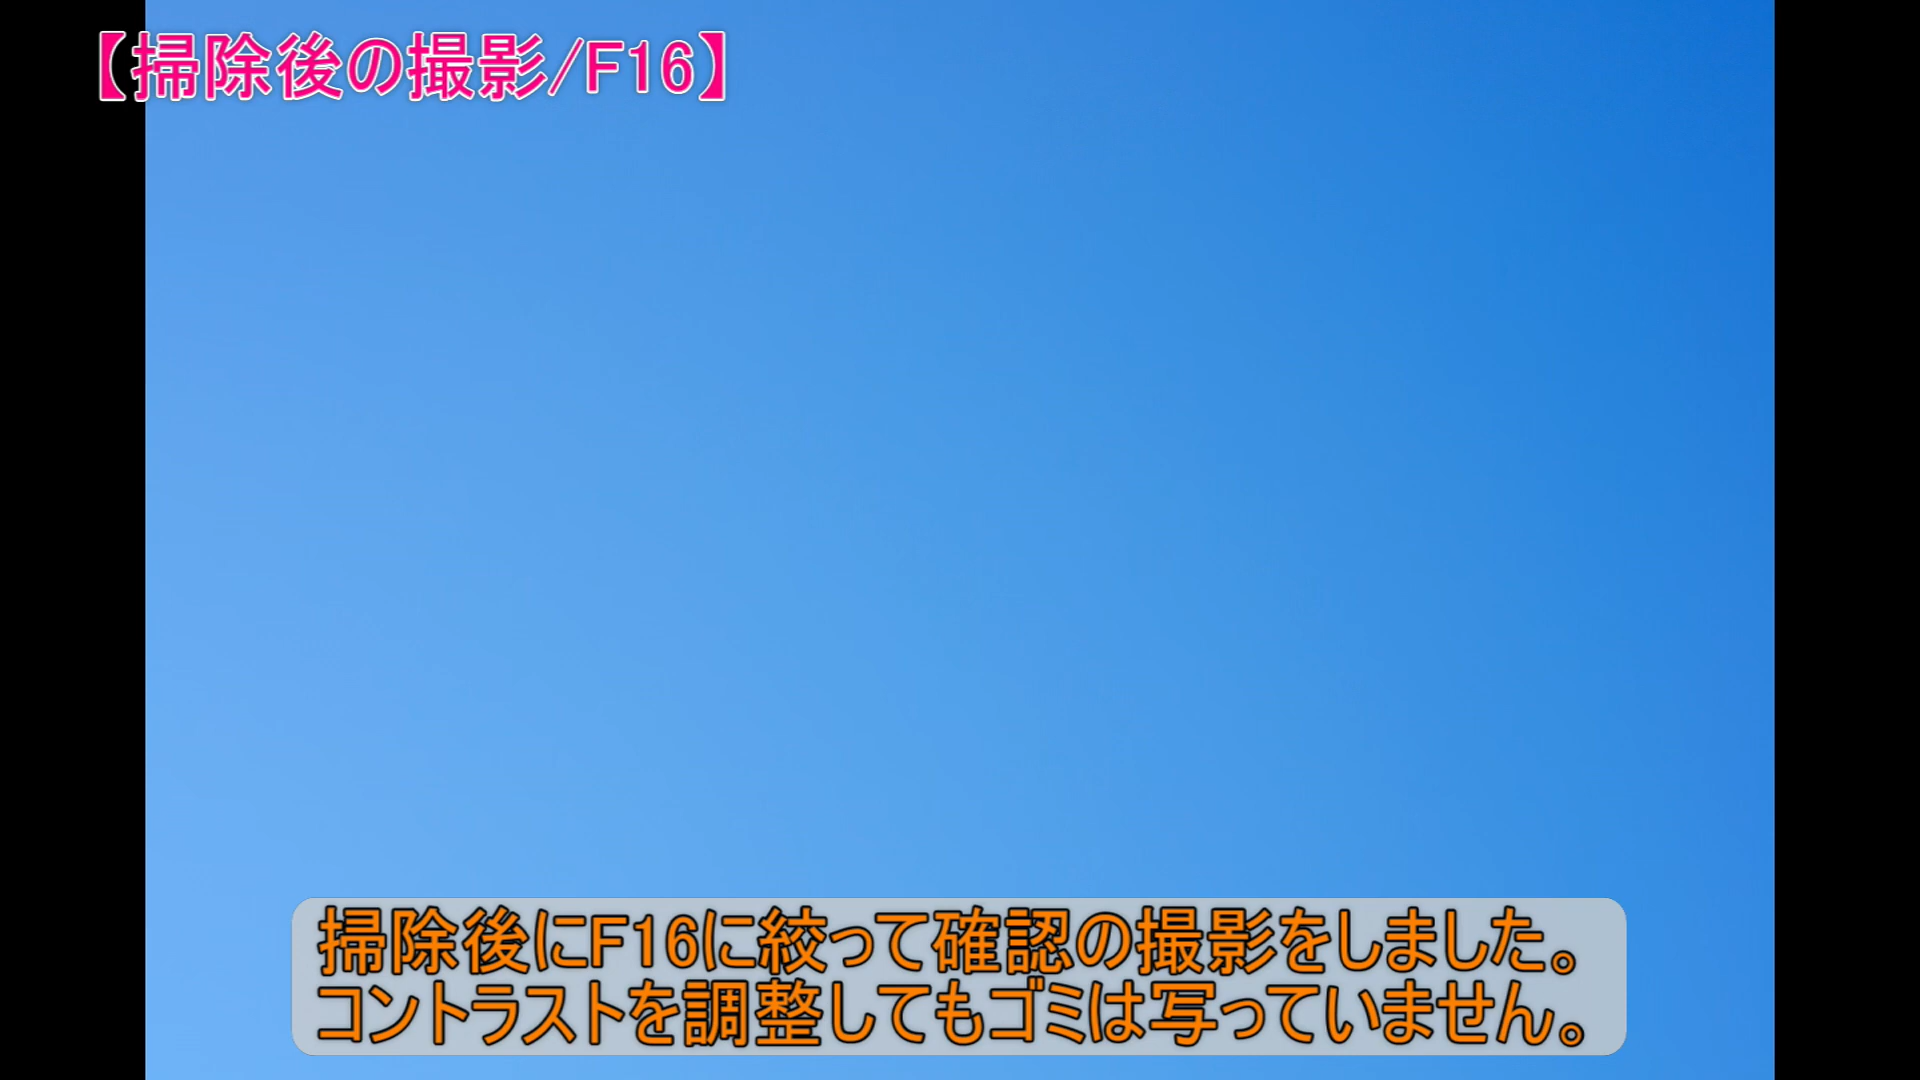 【掃除後の撮影/F16】
掃除後にF16に絞って確認の撮影をしました。
コントラストを調整してもゴミは写っていません。